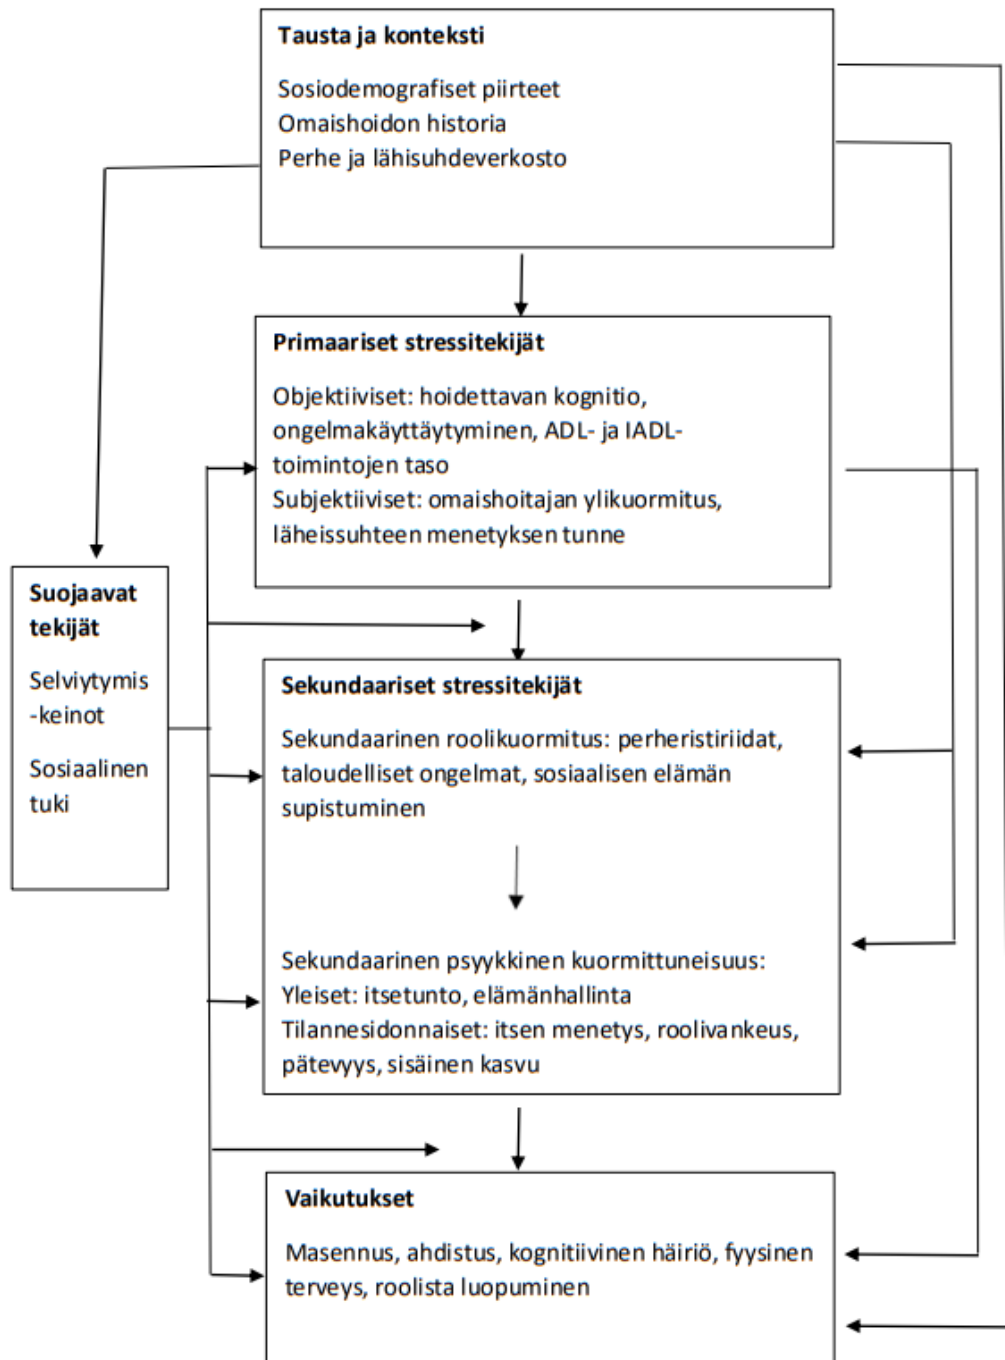 Tausta ja konteksti
Sosiodemografiset piirteet
Omaishoidon historia
Perhe ja lähisuhdeverkosto
Primaariset stressitekijät
Objektiiviset: hoidettavan kognitio,
ongelmakäyttäytyminen, ADL- ja IADL-
toimintojen taso
Subjektiiviset: omaishoitajan ylikuormitus,
läheissuhteen menetyksen tunne
Suojaavat
tekijät
Selviytymis
-keinot
Sosiaalinen
tuki
Sekundaariset stressitekijät
Sekundaarinen roolikuormitus: perheristiriidat,
taloudelliset ongelmat, sosiaalisen elämän
supistuminen
Sekundaarinen psyykkinen kuormittuneisuus:
Yleiset: itsetunto, elämänhallinta
Tilannesidonnaiset: itsen menetys, roolivankeus,
pätevyys, sisäinen kasvu
Vaikutukset
Masennus, ahdistus, kognitiivinen häiriö, fyysinen
terveys, roolista luopuminen